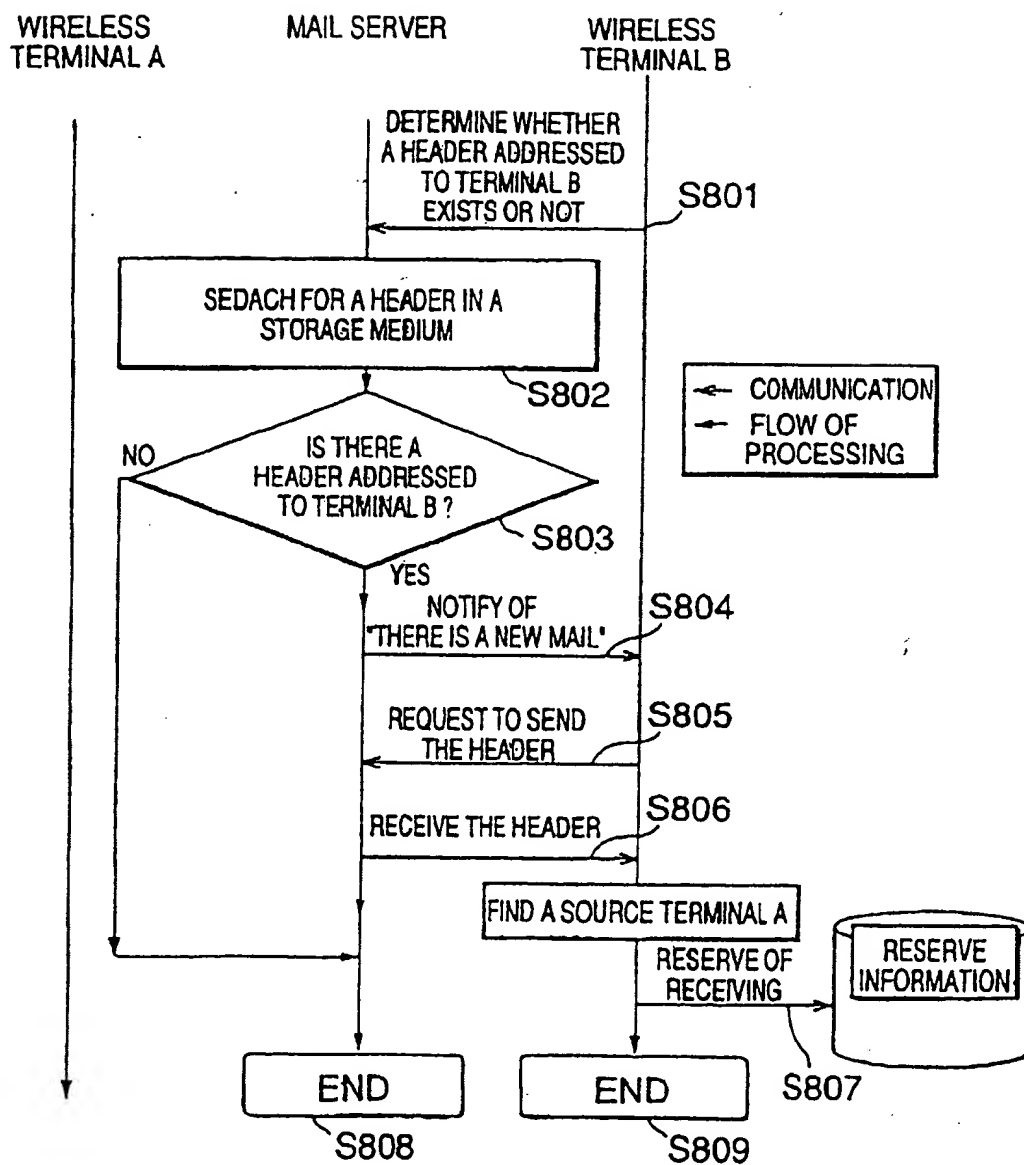 WIRELESS
TERMINAL A
MAIL SERVER
WIRELESS
TERMINAL B
DETERMINE WHETHER
A HEADER ADDRESSED
TO TERMINAL B
EXISTS OR NOT
S801
SEDACH FOR A HEADER IN A
STORAGE MEDIUM
S802
COMMUNICATION
FLOW OF
PROCESSING
NO
IS THERE A
HEADER ADDRESSED
TO TERMINAL B ?
S803
YES
NOTIFY OF
"THERE IS A NEW MAIL"
S804
REQUEST TO SEND
THE HEADER
S805
RECEIVE THE HEADER
S806
FIND A SOURCE TERMINAL A
RESERVE OF
RECEIVING
RESERVE
INFORMATION
S807
END
END
S808
S809